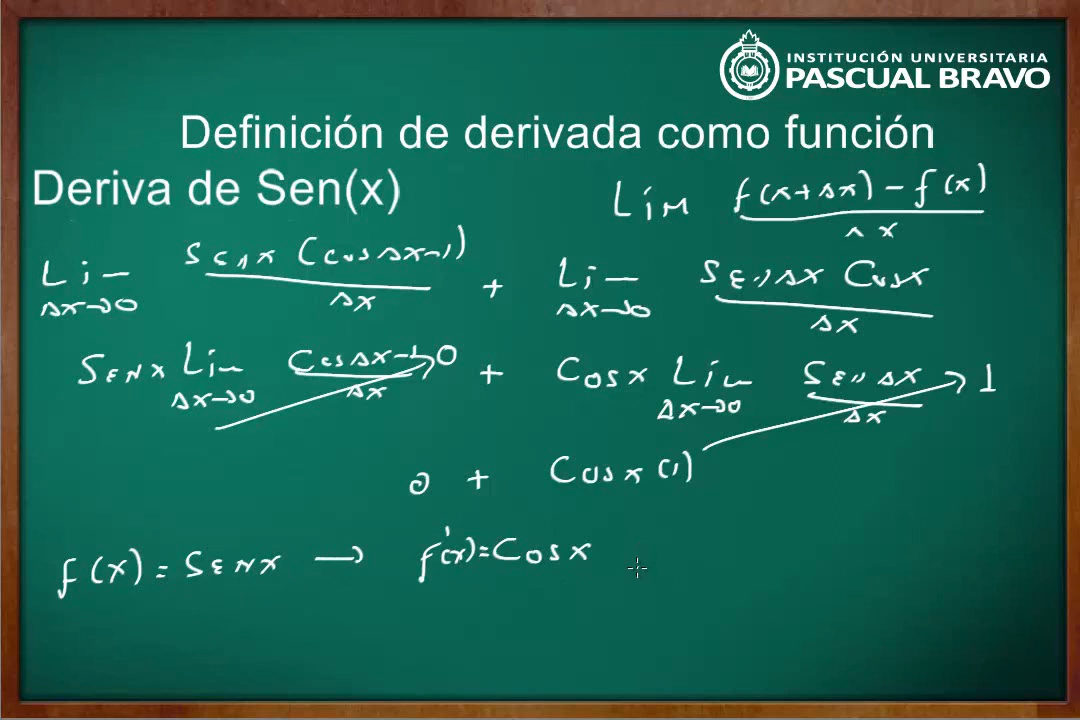 INSTITUCIÓN UNIVERSITARIA
PASCUAL BRAVO
Definición de derivada como función
Deriva de Sen(x)
Lim f(x+Δx) - f(x) / Δx
Lim Δx→0 Senx (cosΔx-1) / Δx + Lim Δx→0 SenΔx Cosx / Δx
Senx Lim Δx→0 CosΔx-1 / Δx → 0 + Cosx Lim Δx→0 SenΔx / Δx → 1
0 + Cosx (1)
f(x) = SENX → f'(x) = Cosx